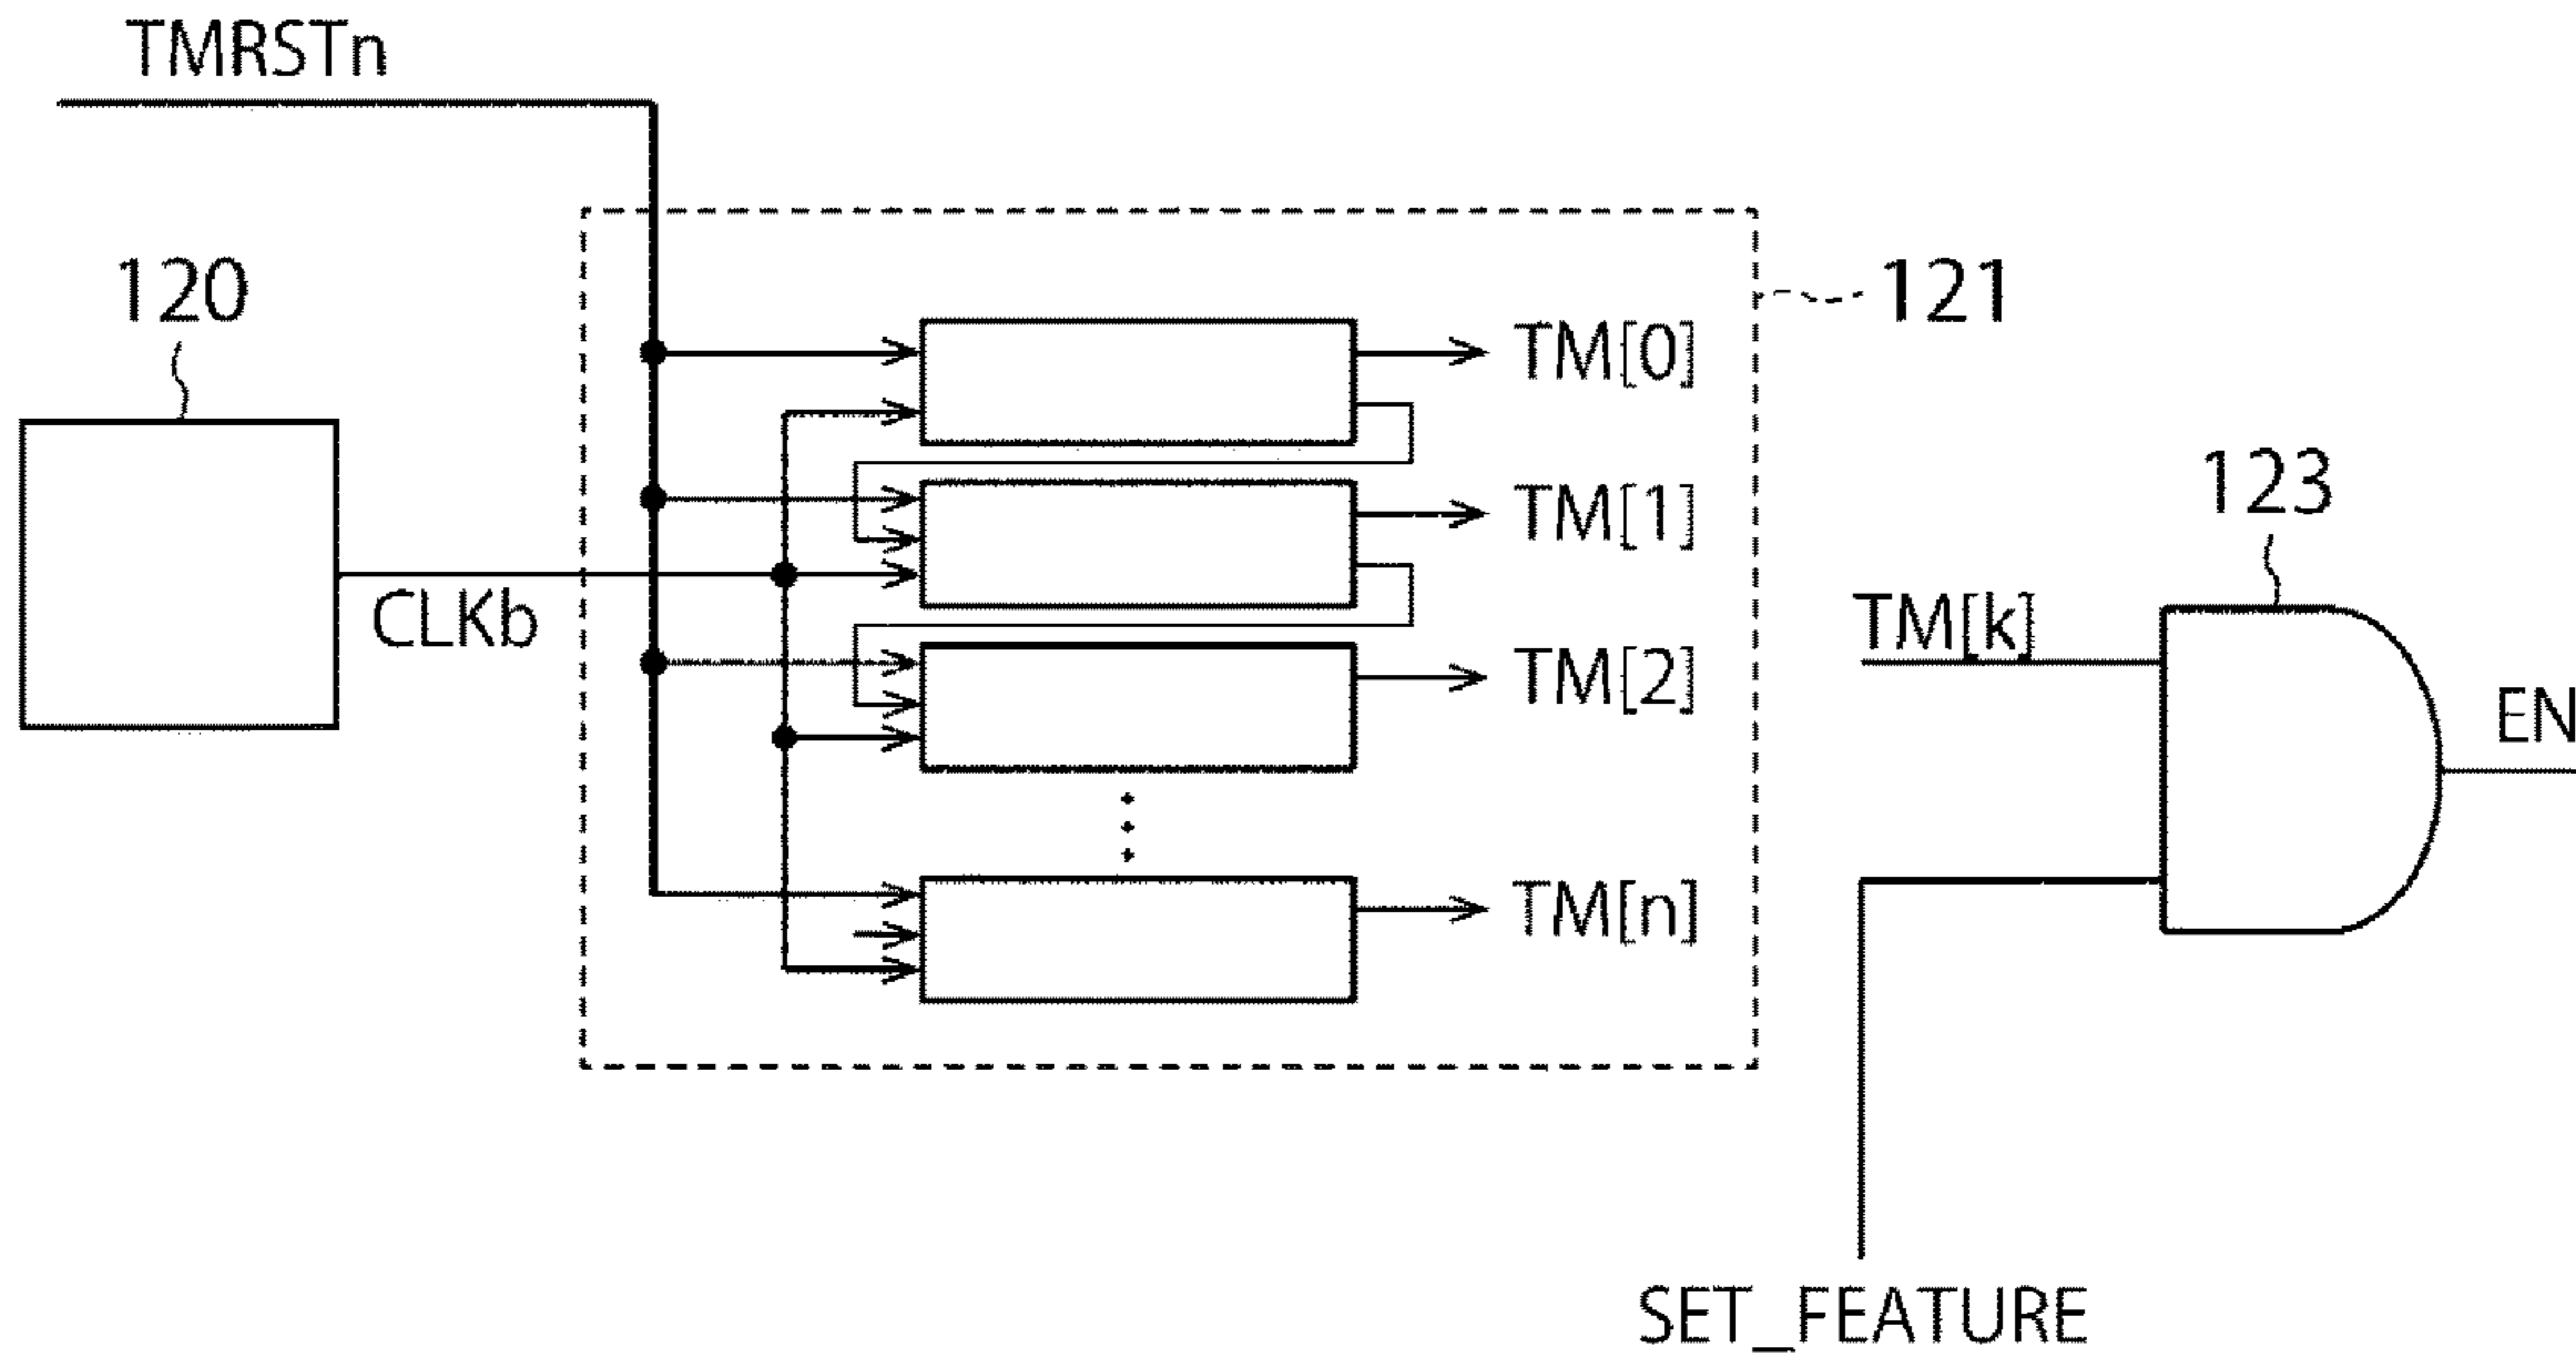 TMRSTn
120
121
TM[0]
TM[1]
123
CLKb
TM[k]
TM[2]
EN
TM[n]
SET_FEATURE